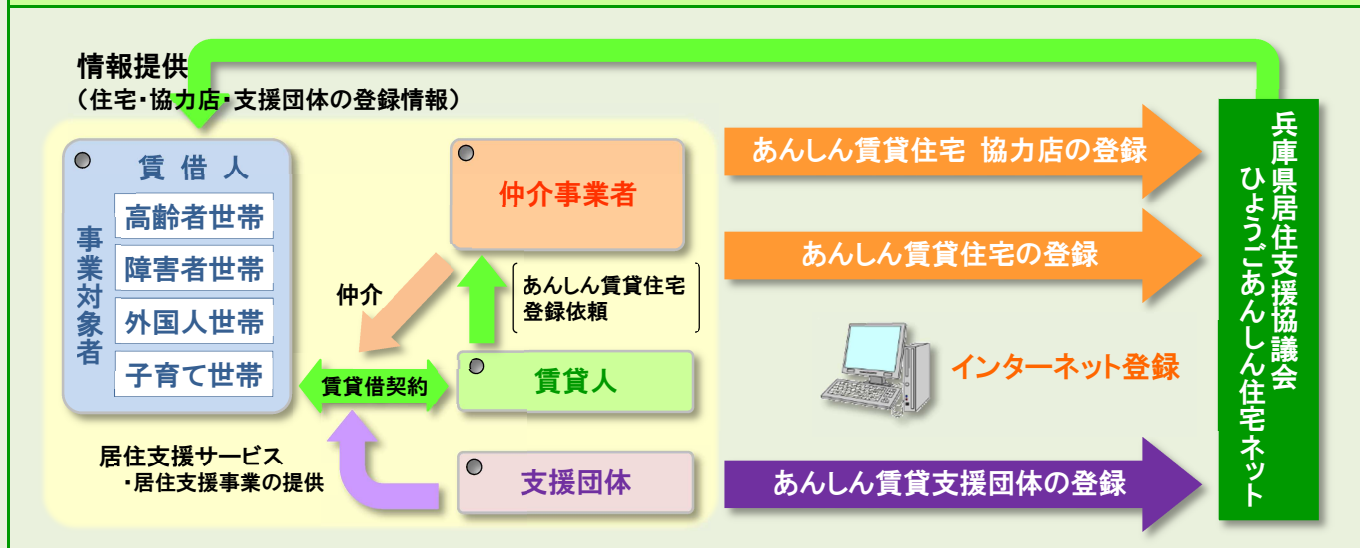 情報提供
（住宅・協力店・支援団体の登録情報）
賃借人
事業対象者
高齢者世帯
障害者世帯
外国人世帯
子育て世帯
仲介事業者
仲介
あんしん賃貸住宅
登録依頼
賃貸借契約
賃貸人
居住支援サービス
・居住支援事業の提供
支援団体
あんしん賃貸住宅 協力店の登録
あんしん賃貸住宅の登録
インターネット登録
あんしん賃貸支援団体の登録
兵庫県居住支援協議会
ひょうごあんしん住宅ネット